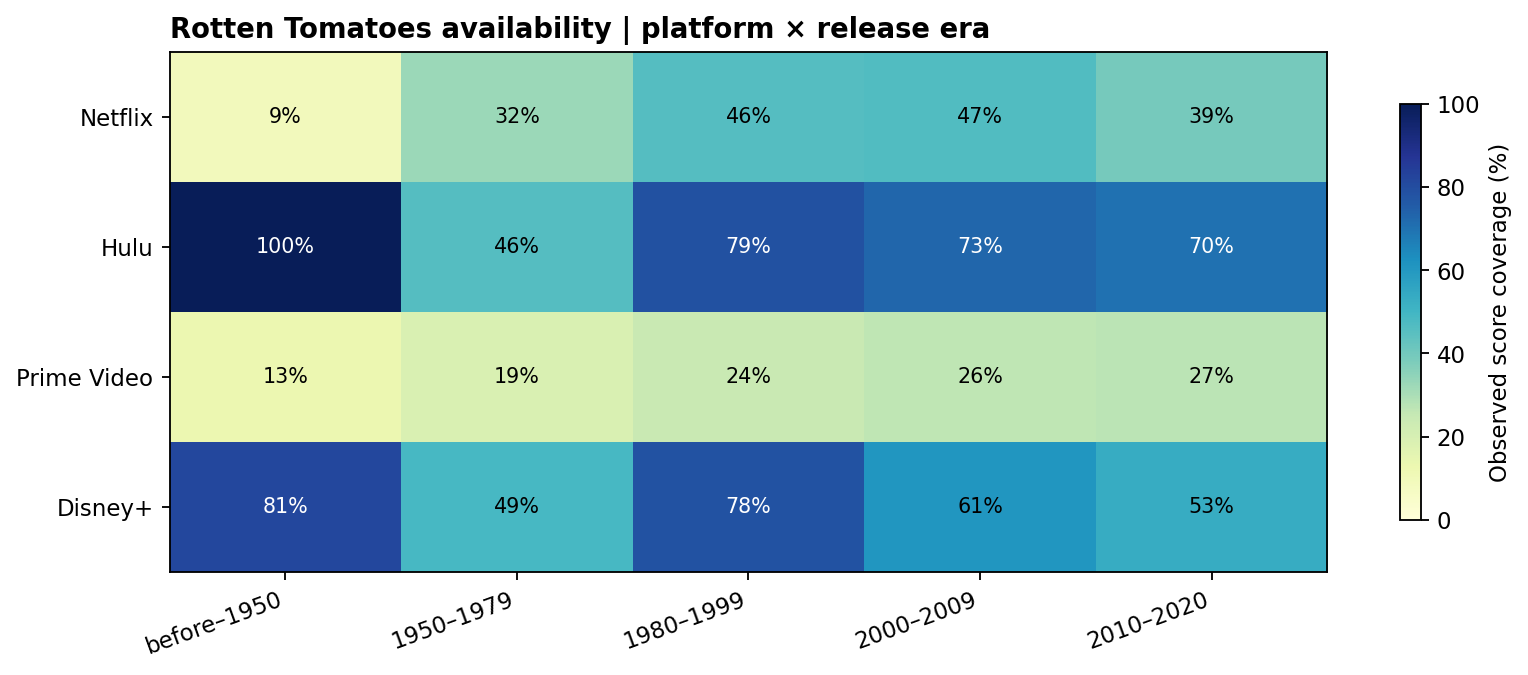 Rotten Tomatoes availability | platform × release era
Netflix 9% 32% 46% 47% 39%
Hulu 100% 46% 79% 73% 70%
Prime Video 13% 19% 24% 26% 27%
Disney+ 81% 49% 78% 61% 53%
before–1950 1950–1979 1980–1999 2000–2009 2010–2020
100
80
60
40
20
0
Observed score coverage (%)